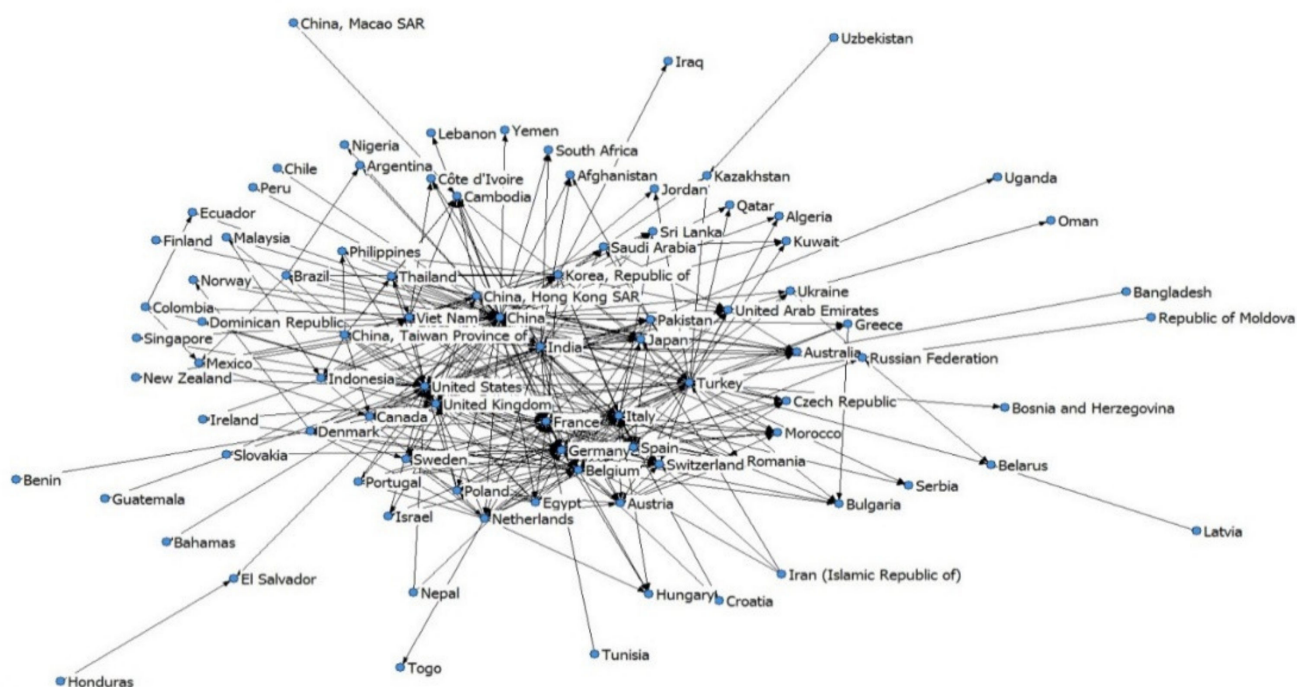 China, Macao SAR
Uzbekistan
Iraq
Lebanon
Yemen
Nigeria
South Africa
Argentina
Chile
Côte d'Ivoire
Afghanistan
Kazakhstan
Uganda
Peru
Cambodia
Jordan
Qatar
Ecuador
Algeria
Oman
Finland
Malaysia
Sri Lanka
Kuwait
Philippines
Saudi Arabia
Norway
Brazil
Thailand
Korea, Republic of
Ukraine
Bangladesh
China, Hong Kong SAR
Colombia
United Arab Emirates
Viet Nam
China
Republic of Moldova
Dominican Republic
Pakistan
Greece
Singapore
China, Taiwan Province of
Japan
India
Australia
Russian Federation
Mexico
New Zealand
Indonesia
United States
Turkey
United Kingdom
Czech Republic
Bosnia and Herzegovina
Ireland
Canada
France
Italy
Denmark
Morocco
Slovakia
Sweden
Germany
Spain
Switzerland
Romania
Belarus
Belgium
Benin
Portugal
Poland
Serbia
Guatemala
Israel
Netherlands
Egypt
Austria
Bulgaria
Bahamas
Latvia
El Salvador
Iran (Islamic Republic of)
Nepal
Hungary
Croatia
Togo
Tunisia
Honduras